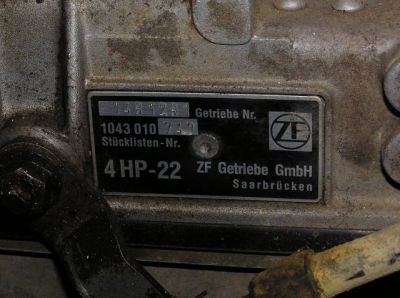 Getriebe Nr.
ZF
1043 010
Stücklisten-Nr.
4 HP-22 ZF Getriebe GmbH
Saarbrücken